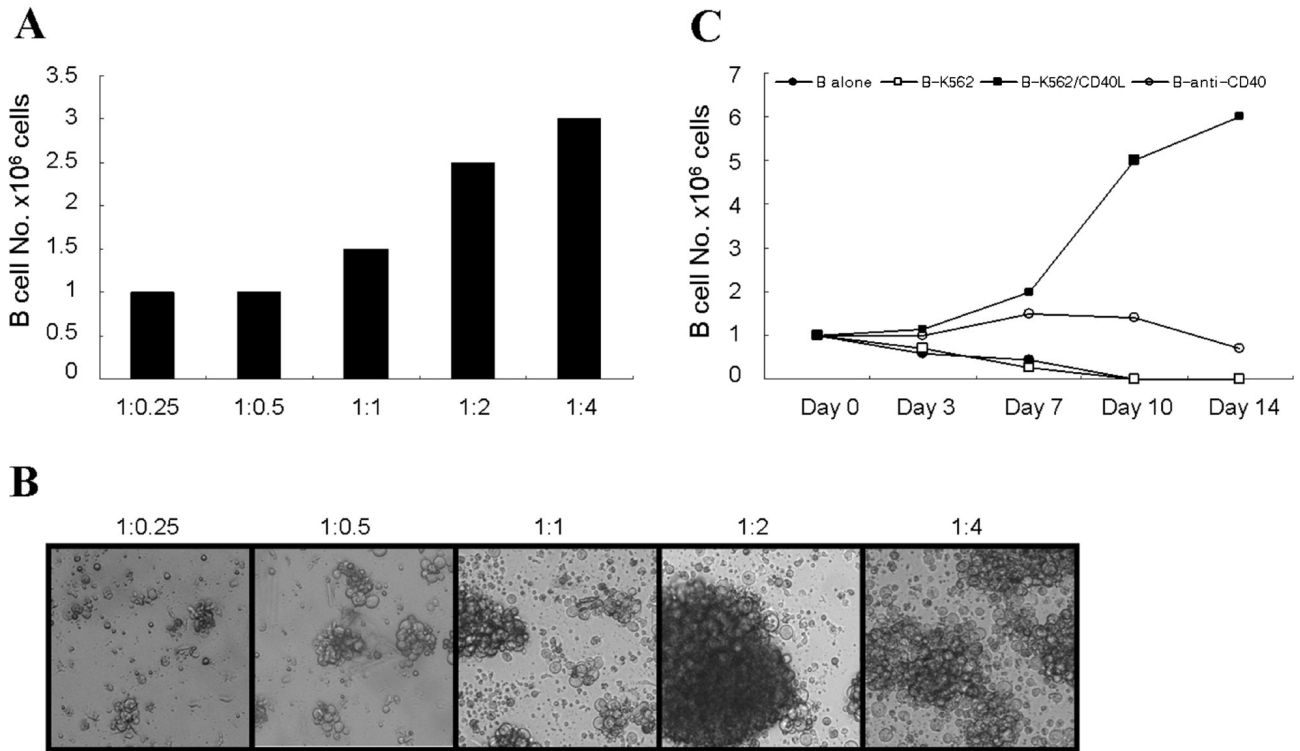 A
B cell No. x10⁶ cells
3.5
3
2.5
2
1.5
1
0.5
0
1:0.25 1:0.5 1:1 1:2 1:4
C
B cell No. x10⁶ cells
B alone B-K562 B-K562/CD40L B-anti-CD40
7
6
5
4
3
2
1
0
Day 0 Day 3 Day 7 Day 10 Day 14
B
1:0.25 1:0.5 1:1 1:2 1:4